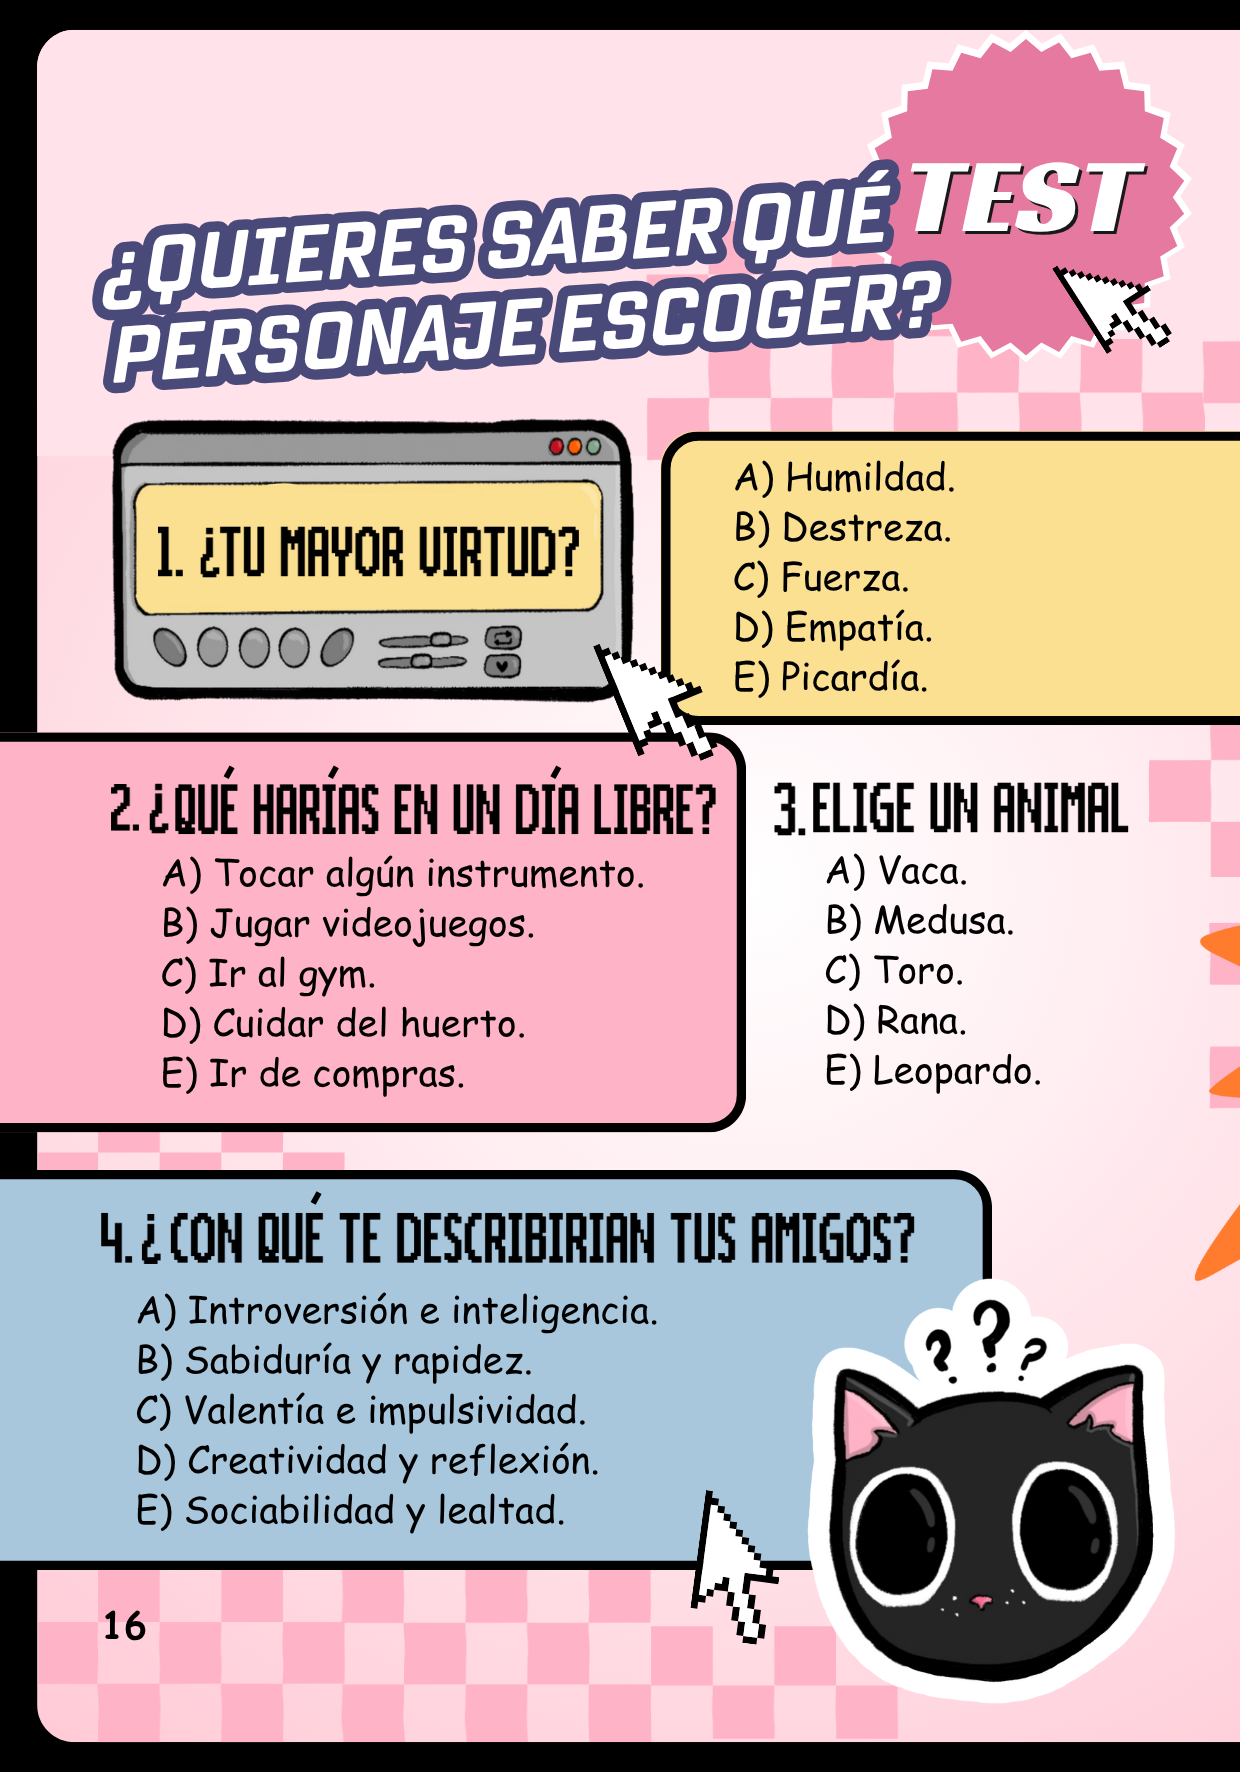 TEST
¿QUIERES SABER QUÉ
PERSONAJE ESCOGER?
1. ¿TU MAYOR VIRTUD?
A) Humildad.
B) Destreza.
C) Fuerza.
D) Empatía.
E) Picardía.
2. ¿QUÉ HARÍAS EN UN DÍA LIBRE?
A) Tocar algún instrumento.
B) Jugar videojuegos.
C) Ir al gym.
D) Cuidar del huerto.
E) Ir de compras.
3. ELIGE UN ANIMAL
A) Vaca.
B) Medusa.
C) Toro.
D) Rana.
E) Leopardo.
4. ¿CON QUÉ TE DESCRIBIRIAN TUS AMIGOS?
A) Introversión e inteligencia.
B) Sabiduría y rapidez.
C) Valentía e impulsividad.
D) Creatividad y reflexión.
E) Sociabilidad y lealtad.
???
16